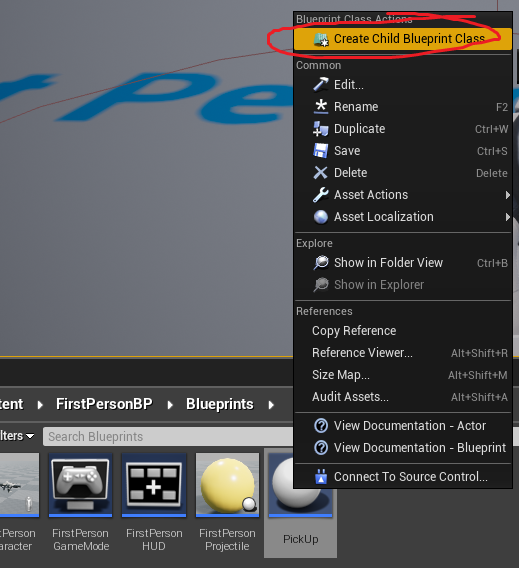 Blueprint Class Actions
Create Child Blueprint Class
Common
Edit...
Rename F2
Duplicate Ctrl+W
Save Ctrl+S
Delete Delete
Asset Actions
Asset Localization
Explore
Show in Folder View Ctrl+B
Show in Explorer
References
Copy Reference
Reference Viewer... Alt+Shift+R
Size Map... Alt+Shift+M
Audit Assets... Alt+Shift+A
View Documentation - Actor
View Documentation - Blueprint
Connect To Source Control...
t Pe
tent FirstPersonBP Blueprints
ilters Search Blueprints
rstPerson
aracter
FirstPerson
GameMode
FirstPerson
HUD
FirstPerson
Projectile
PickUp